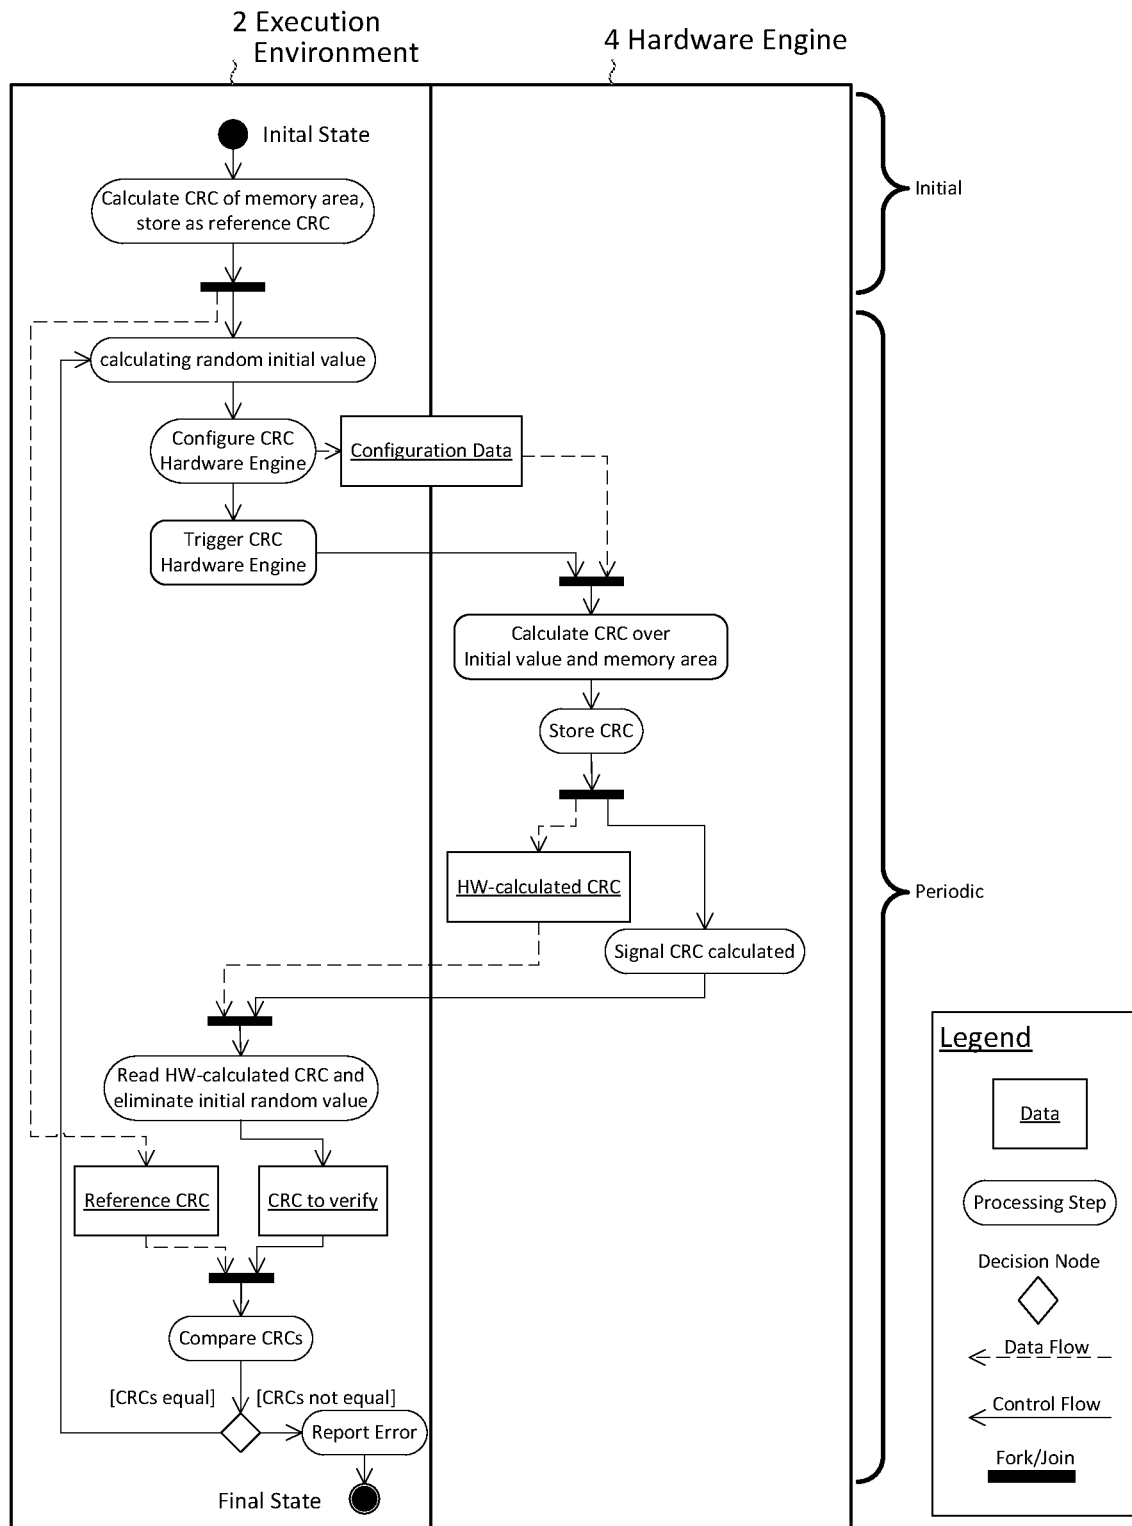 2 Execution
Environment
4 Hardware Engine
Inital State
Calculate CRC of memory area,
store as reference CRC
Initial
calculating random initial value
Configure CRC
Hardware Engine
Configuration Data
Trigger CRC
Hardware Engine
Calculate CRC over
Initial value and memory area
Store CRC
HW-calculated CRC
Periodic
Signal CRC calculated
Read HW-calculated CRC and
eliminate initial random value
Reference CRC
CRC to verify
Compare CRCs
[CRCs equal]
[CRCs not equal]
Report Error
Final State
Legend
Data
Processing Step
Decision Node
Data Flow
Control Flow
Fork/Join